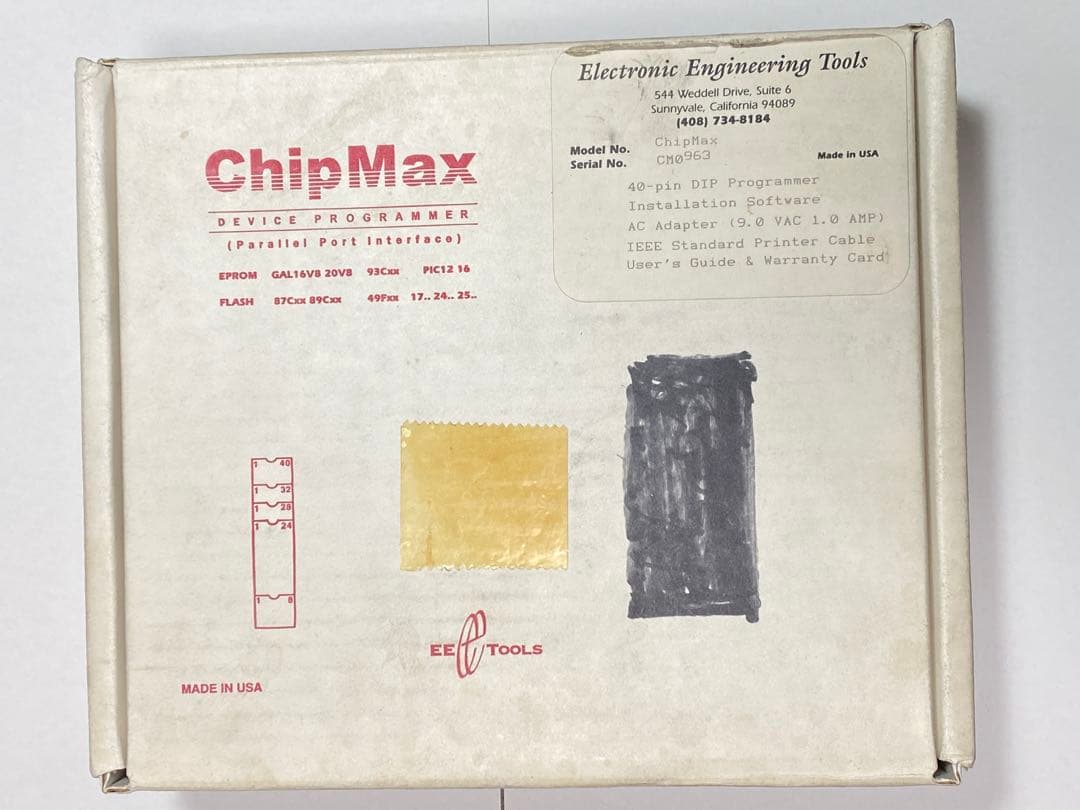 Electronic Engineering Tools
544 Weddell Drive, Suite 6
Sunnyvale, California 94089
(408) 734-8184
Model No. ChipMax
Serial No. CM0963
Made in USA
40-pin DIP Programmer
Installation Software
AC Adapter (9.0 VAC 1.0 AMP)
IEEE Standard Printer Cable
User's Guide & Warranty Card
ChipMax
DEVICE PROGRAMMER
(Parallel Port Interface)
EPROM GAL16V8 20V8 93Cxx PIC12 16
FLASH 87Cxx 89Cxx 49Fxx 17.. 24.. 25..
1 40
1 32
1 28
1 24
1 8
EE TOOLS
MADE IN USA